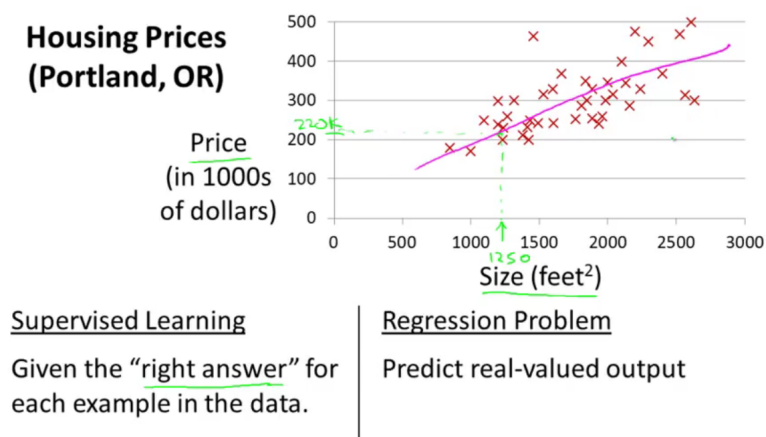 Housing Prices
(Portland, OR)
Price
(in 1000s
of dollars)
500
400
300
220K
200
100
0
0 500 1000 1500 2000 2500 3000
1250
Size (feet²)
Supervised Learning
Given the “right answer” for
each example in the data.
Regression Problem
Predict real-valued output